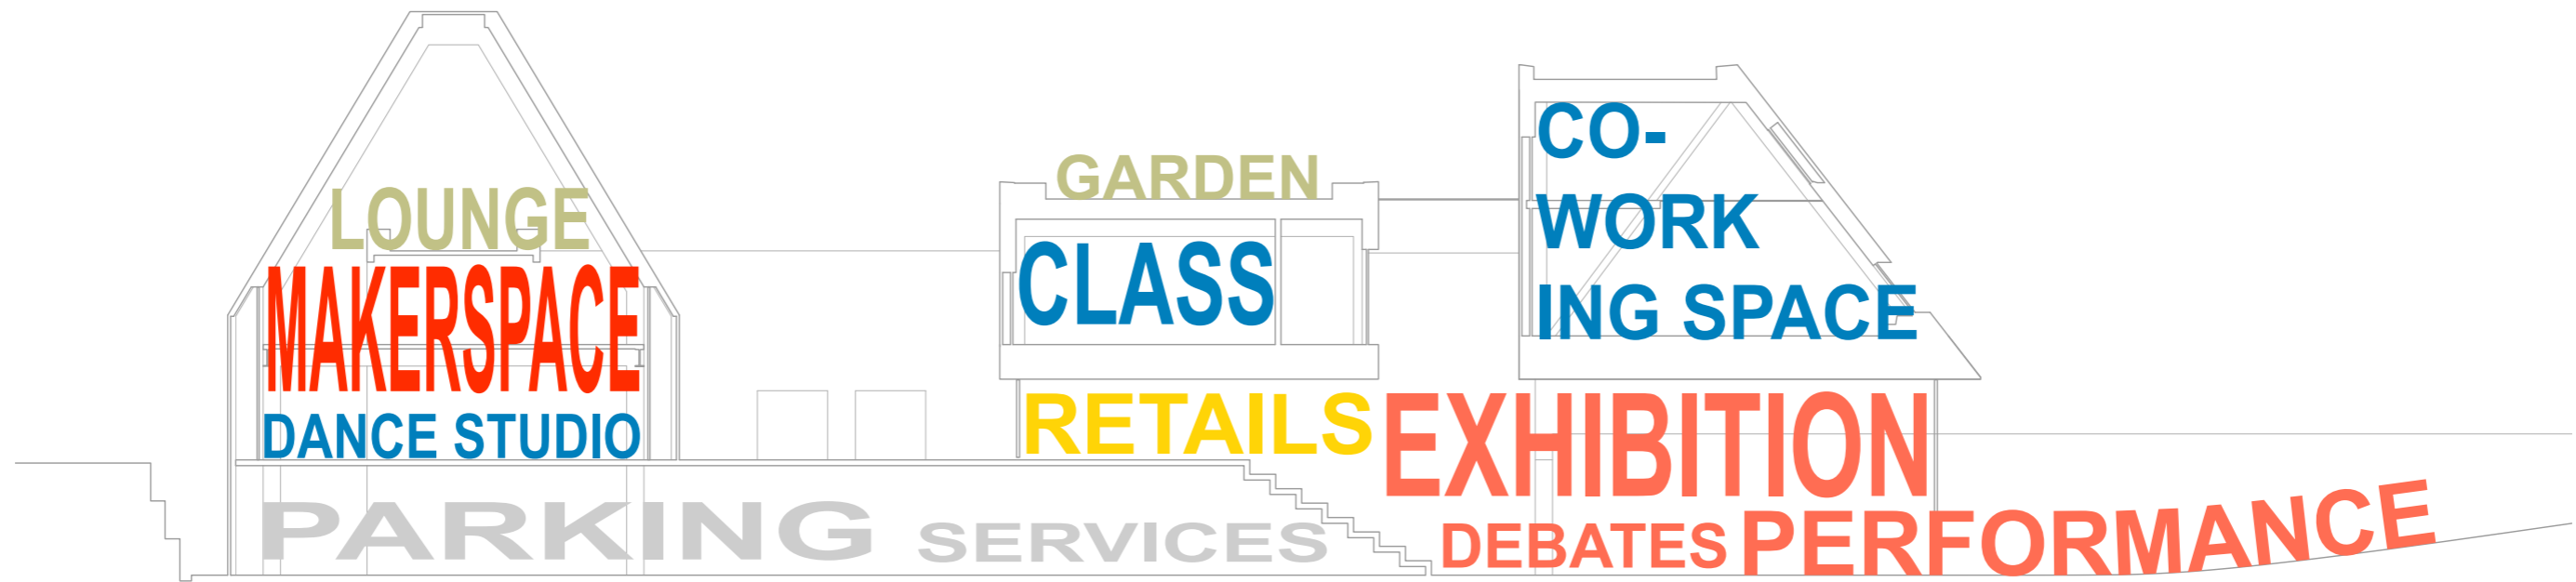 LOUNGE
MAKERSPACE
DANCE STUDIO
GARDEN
CLASS
CO-
WORK
ING SPACE
RETAILS
EXHIBITION
PARKING SERVICES
DEBATES PERFORMANCE